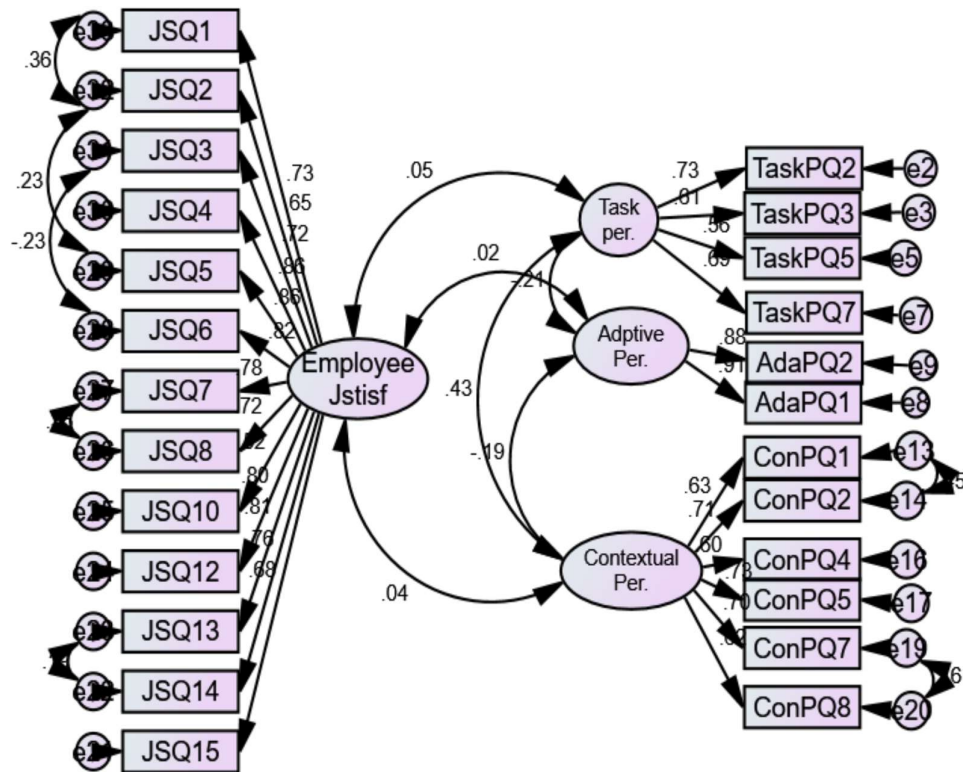 JSQ1
.36
JSQ2
JSQ3
.23
JSQ4
-.23
JSQ5
JSQ6
JSQ7
JSQ8
JSQ10
JSQ12
JSQ13
JSQ14
JSQ15
.73
.65
.72
.86
.86
.82
.78
.72
.80
.81
.76
.68
Employee
Jstisf
.05
.02
-.21
.43
-.19
.04
Task
per.
Adptive
Per.
Contextual
Per.
.73
.61
.56
.69
TaskPQ2
e2
TaskPQ3
e3
TaskPQ5
e5
TaskPQ7
e7
.88
.91
AdaPQ2
e9
AdaPQ1
e8
.63
.71
.60
.73
.70
ConPQ1
e13
ConPQ2
e14
ConPQ4
e16
ConPQ5
e17
ConPQ7
e19
ConPQ8
e20